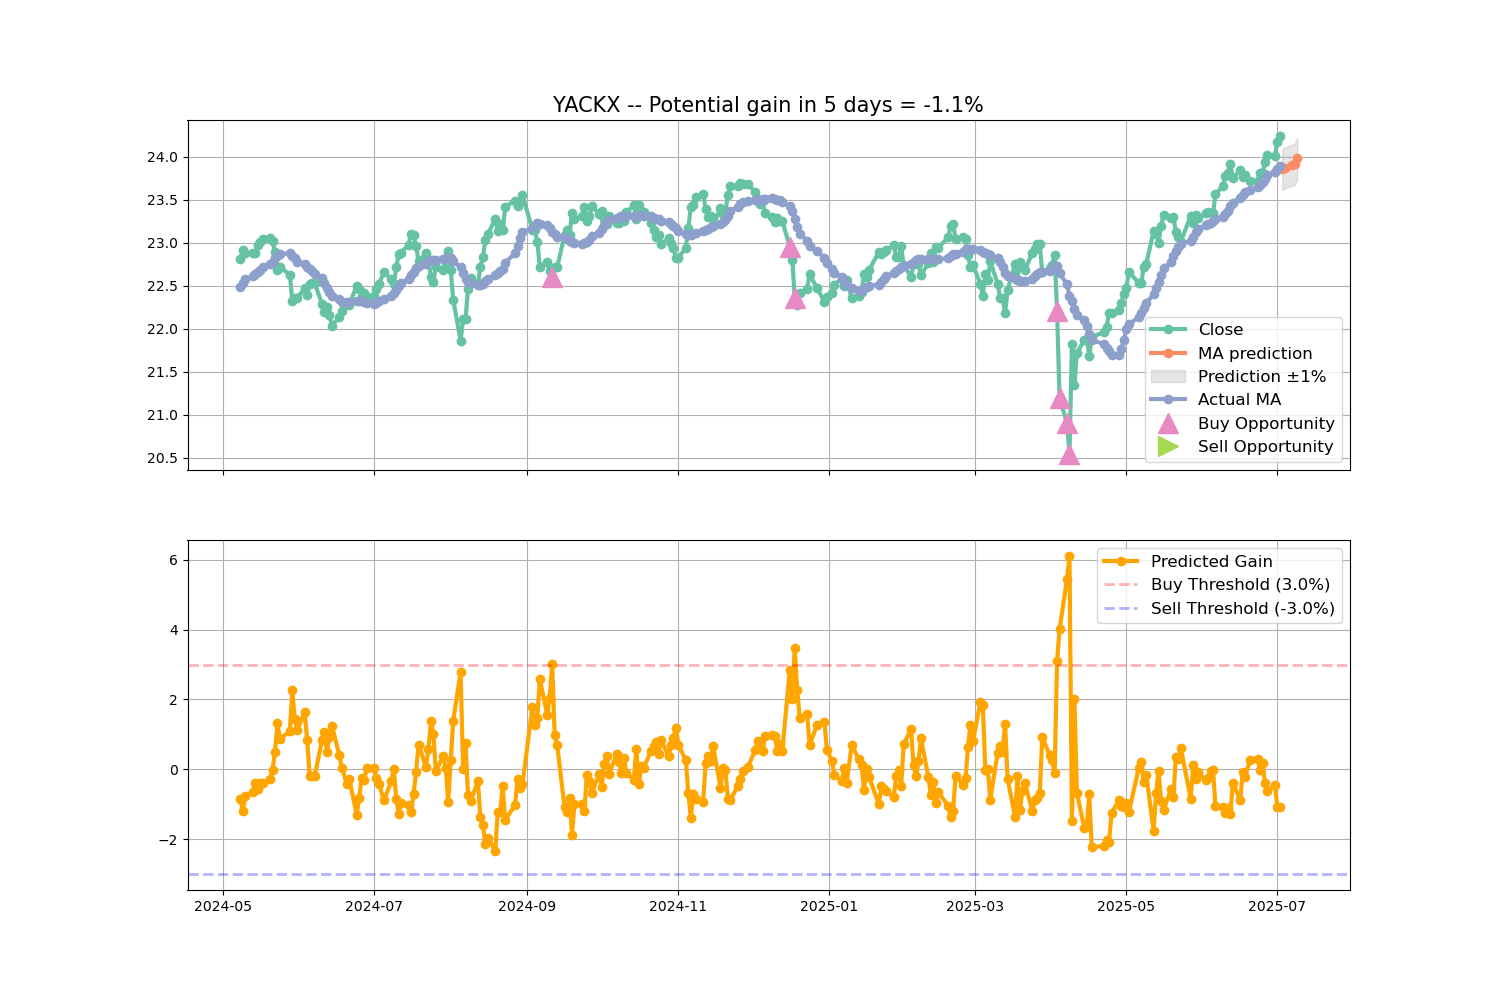 YACKX -- Potential gain in 5 days = -1.1%
24.0
23.5
23.0
22.5
22.0
21.5
21.0
20.5
Close
MA prediction
Prediction ±1%
Actual MA
Buy Opportunity
Sell Opportunity
6
4
2
0
−2
Predicted Gain
Buy Threshold (3.0%)
Sell Threshold (-3.0%)
2024-05 2024-07 2024-09 2024-11 2025-01 2025-03 2025-05 2025-07